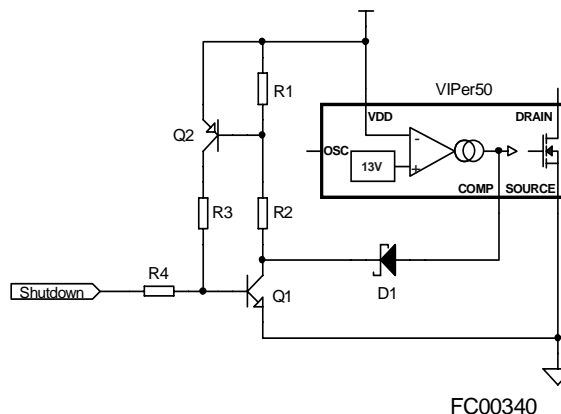 VIPer50
R1
VDD
DRAIN
Q2
OSC
-
13V
+
COMP
SOURCE
R3
R2
R4
Shutdown
Q1
D1
FC00340